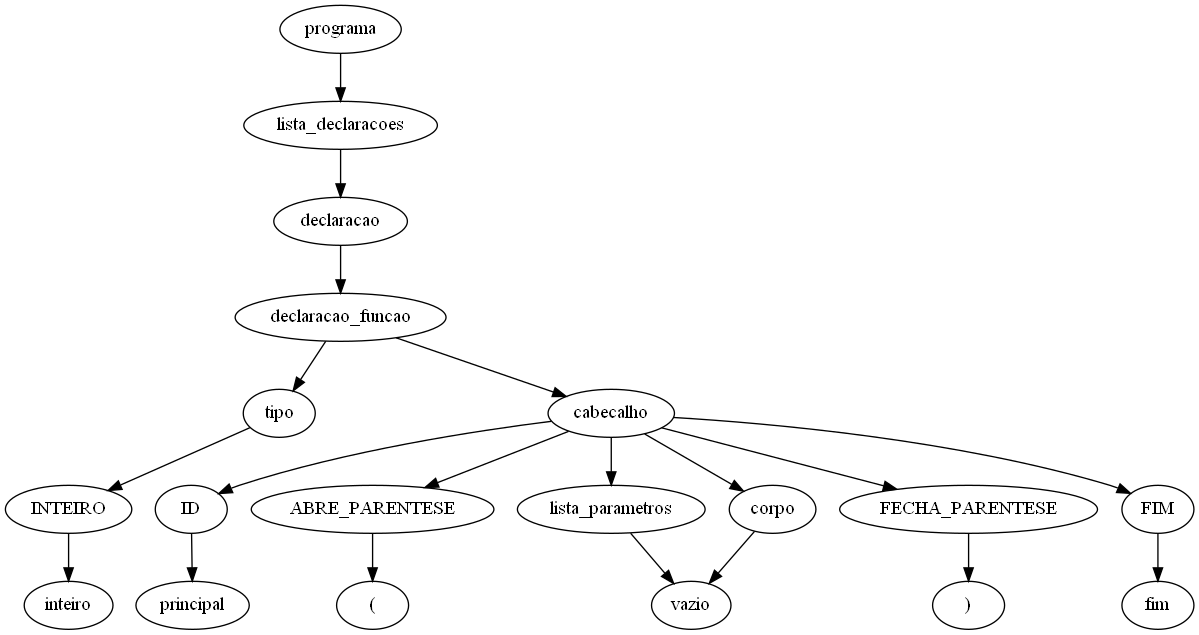 programa
lista_declaracoes
declaracao
declaracao_funcao
tipo
cabecalho
INTEIRO
ID
ABRE_PARENTESE
lista_parametros
corpo
FECHA_PARENTESE
FIM
inteiro
principal
(
vazio
)
fim